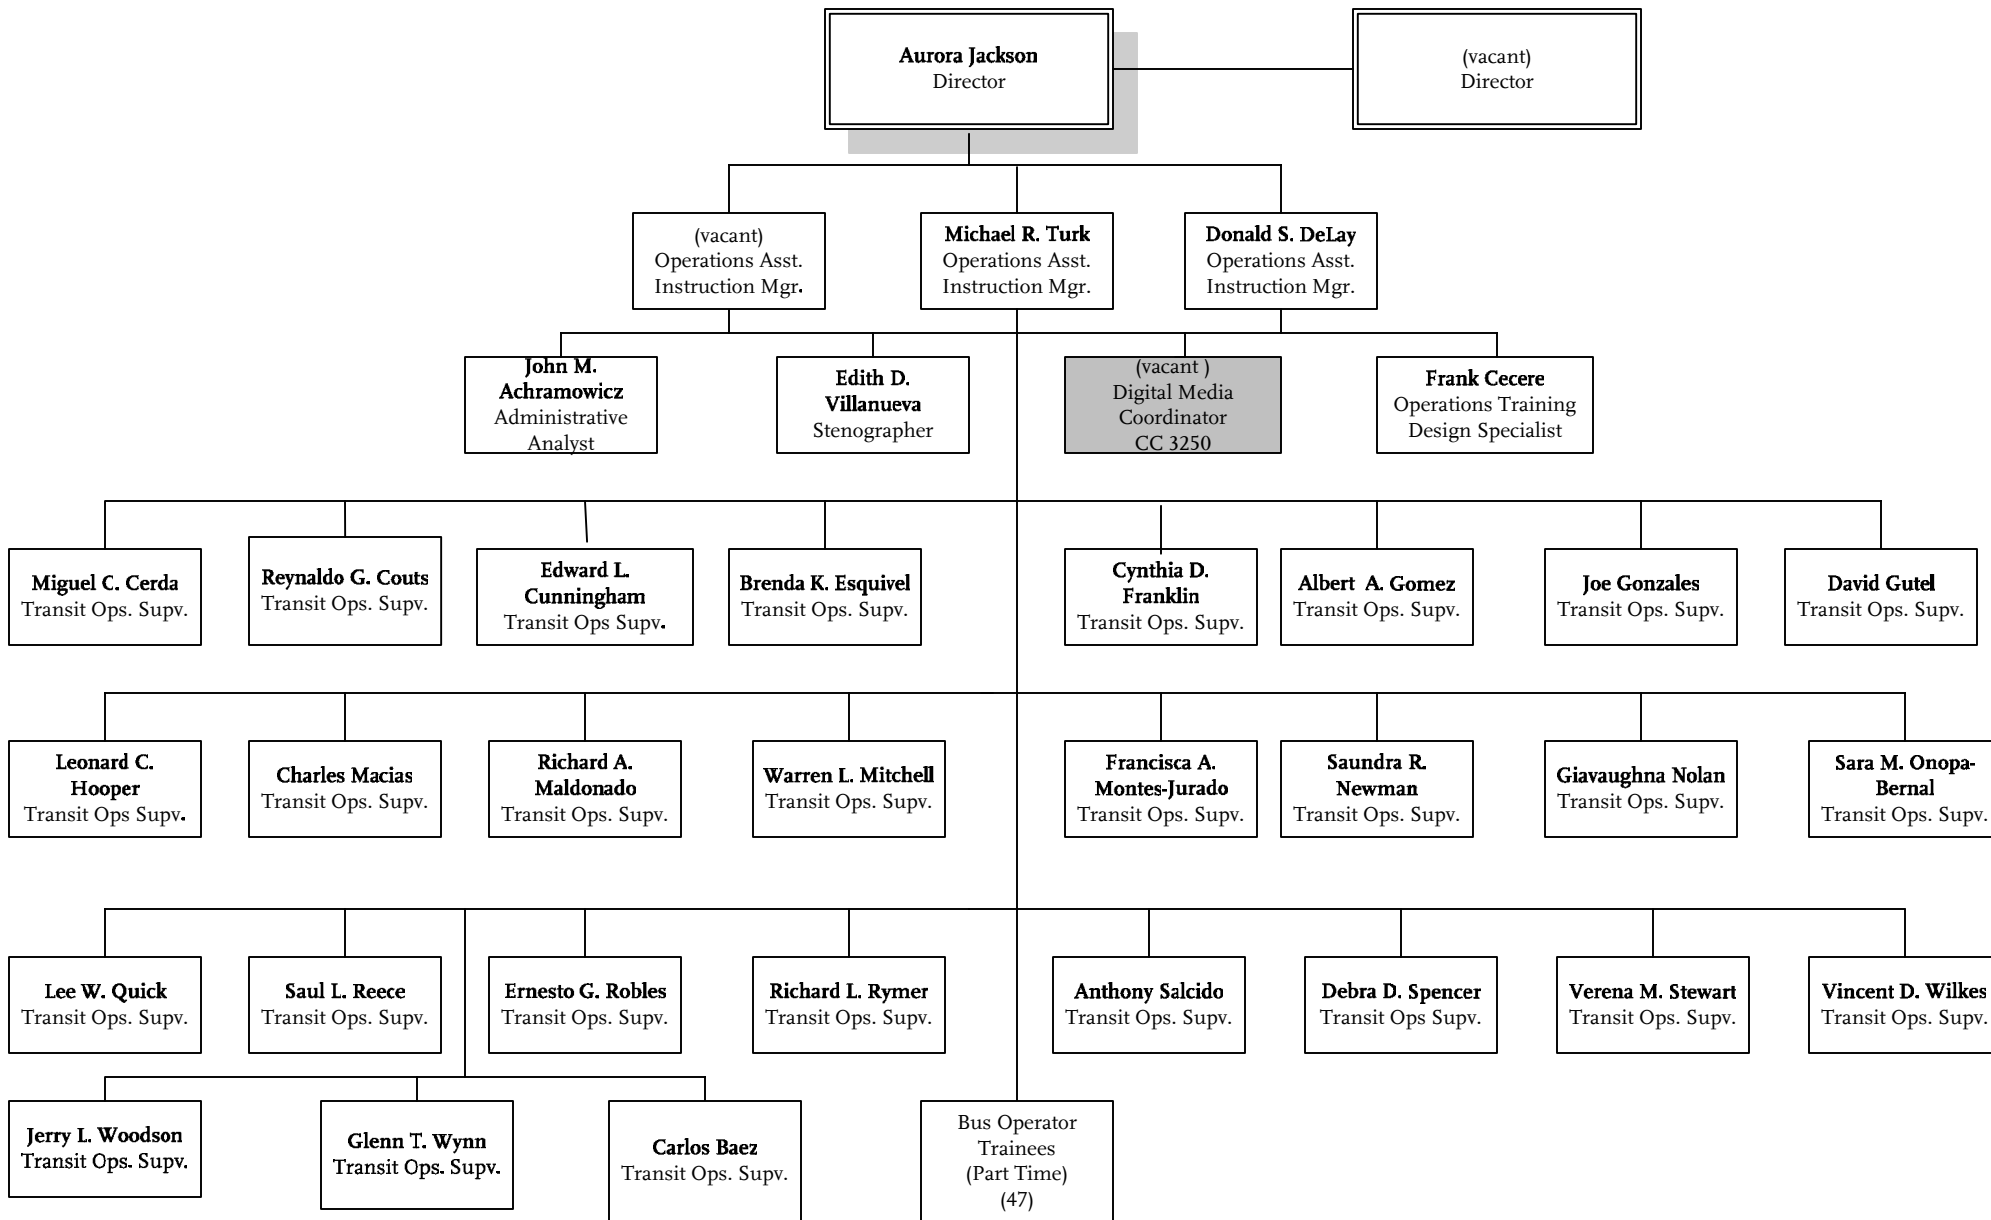 Aurora Jackson
Director
(vacant)
Director
(vacant)
Operations Asst.
Instruction Mgr.
Michael R. Turk
Operations Asst.
Instruction Mgr.
Donald S. DeLay
Operations Asst.
Instruction Mgr.
John M.
Achramowicz
Administrative
Analyst
Edith D.
Villanueva
Stenographer
(vacant )
Digital Media
Coordinator
CC 3250
Frank Cecere
Operations Training
Design Specialist
Miguel C. Cerda
Transit Ops. Supv.
Reynaldo G. Couts
Transit Ops. Supv.
Edward L.
Cunningham
Transit Ops Supv.
Brenda K. Esquivel
Transit Ops. Supv.
Cynthia D.
Franklin
Transit Ops. Supv.
Albert A. Gomez
Transit Ops. Supv.
Joe Gonzales
Transit Ops. Supv.
David Gutel
Transit Ops. Supv.
Leonard C.
Hooper
Transit Ops Supv.
Charles Macias
Transit Ops. Supv.
Richard A.
Maldonado
Transit Ops. Supv.
Warren L. Mitchell
Transit Ops. Supv.
Francisca A.
Montes-Jurado
Transit Ops. Supv.
Saundra R.
Newman
Transit Ops. Supv.
Giavaughna Nolan
Transit Ops. Supv.
Sara M. Onopa-
Bernal
Transit Ops. Supv.
Lee W. Quick
Transit Ops. Supv.
Saul L. Reece
Transit Ops. Supv.
Ernesto G. Robles
Transit Ops. Supv.
Richard L. Rymer
Transit Ops. Supv.
Anthony Salcido
Transit Ops. Supv.
Debra D. Spencer
Transit Ops Supv.
Verena M. Stewart
Transit Ops. Supv.
Vincent D. Wilkes
Transit Ops. Supv.
Jerry L. Woodson
Transit Ops. Supv.
Glenn T. Wynn
Transit Ops. Supv.
Carlos Baez
Transit Ops. Supv.
Bus Operator
Trainees
(Part Time)
(47)